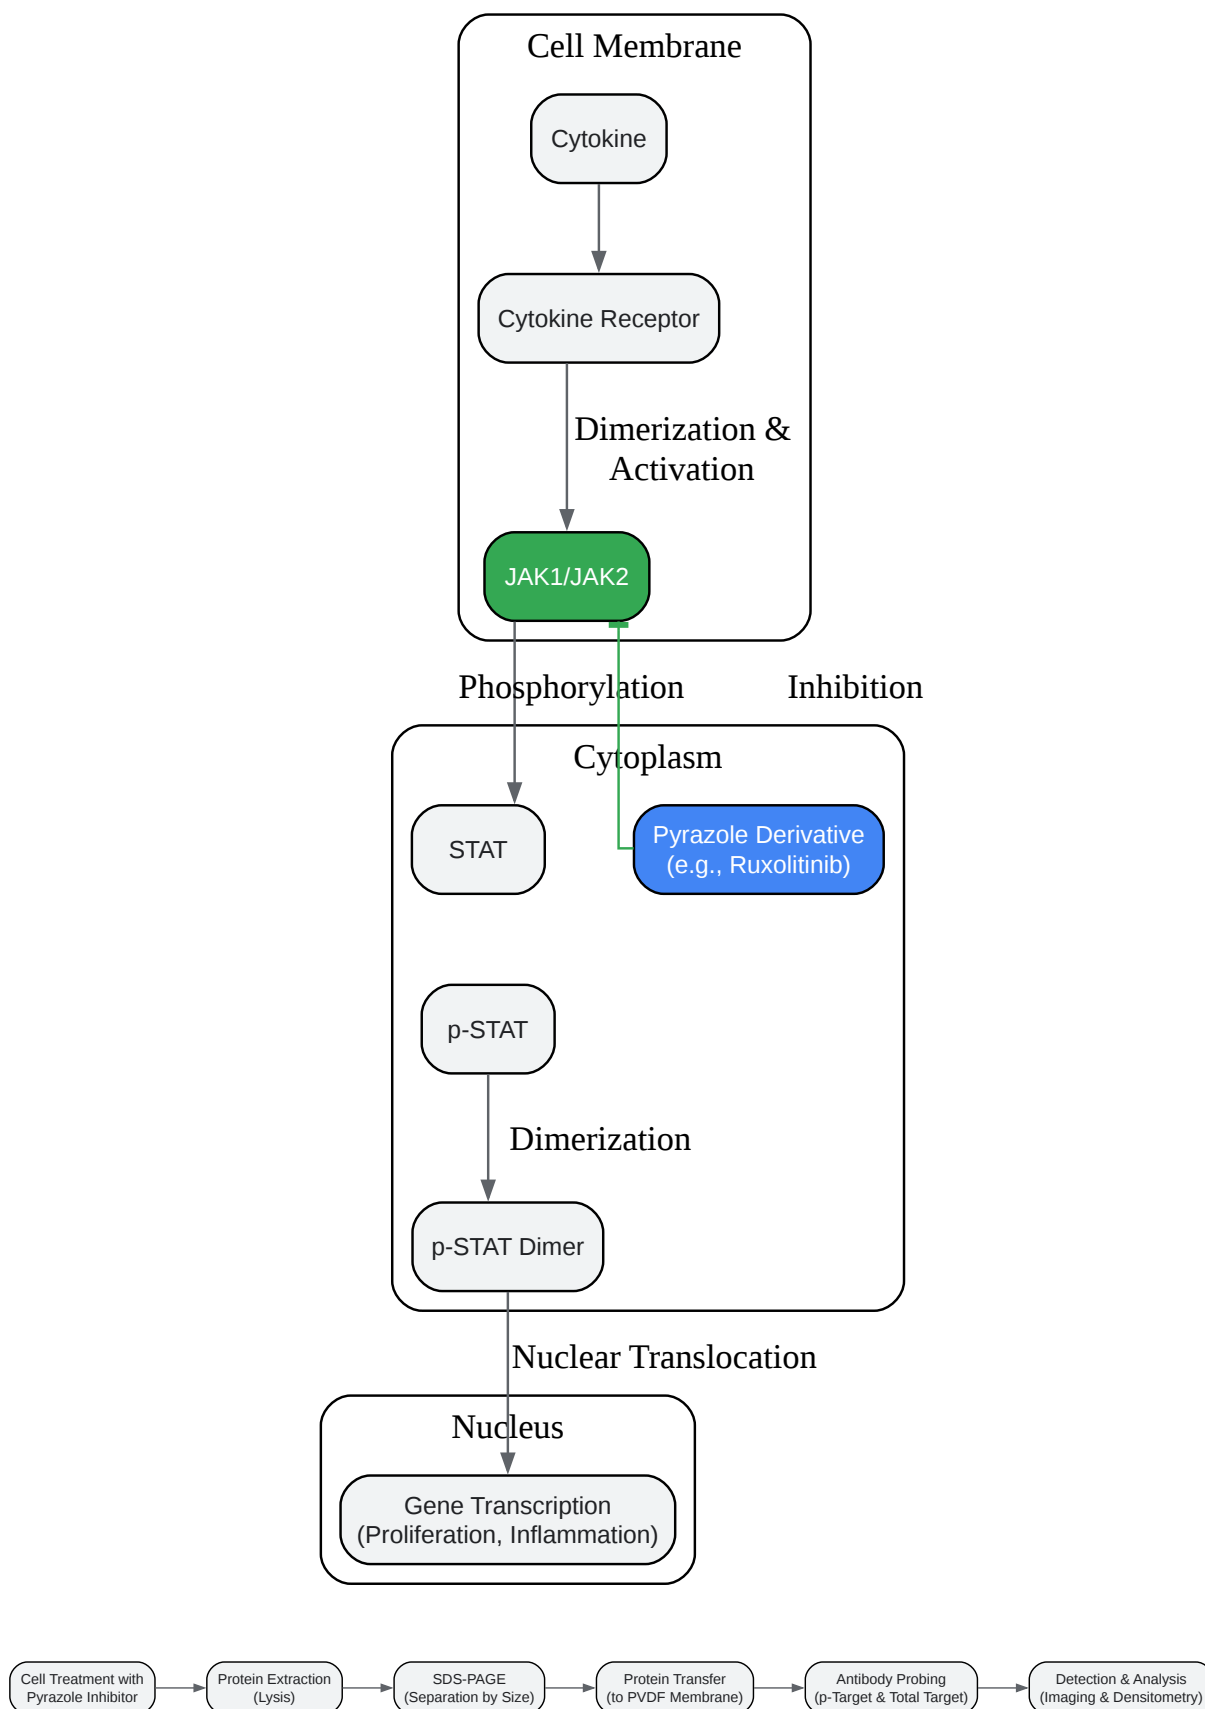 Cell Membrane
Cytokine
Cytokine Receptor
Dimerization &
Activation
JAK1/JAK2
Phosphorylation
Inhibition
Cytoplasm
STAT
Pyrazole Derivative
(e.g., Ruxolitinib)
p-STAT
Dimerization
p-STAT Dimer
Nuclear Translocation
Nucleus
Gene Transcription
(Proliferation, Inflammation)
Cell Treatment with
Pyrazole Inhibitor
Protein Extraction
(Lysis)
SDS-PAGE
(Separation by Size)
Protein Transfer
(to PVDF Membrane)
Antibody Probing
(p-Target & Total Target)
Detection & Analysis
(Imaging & Densitometry)